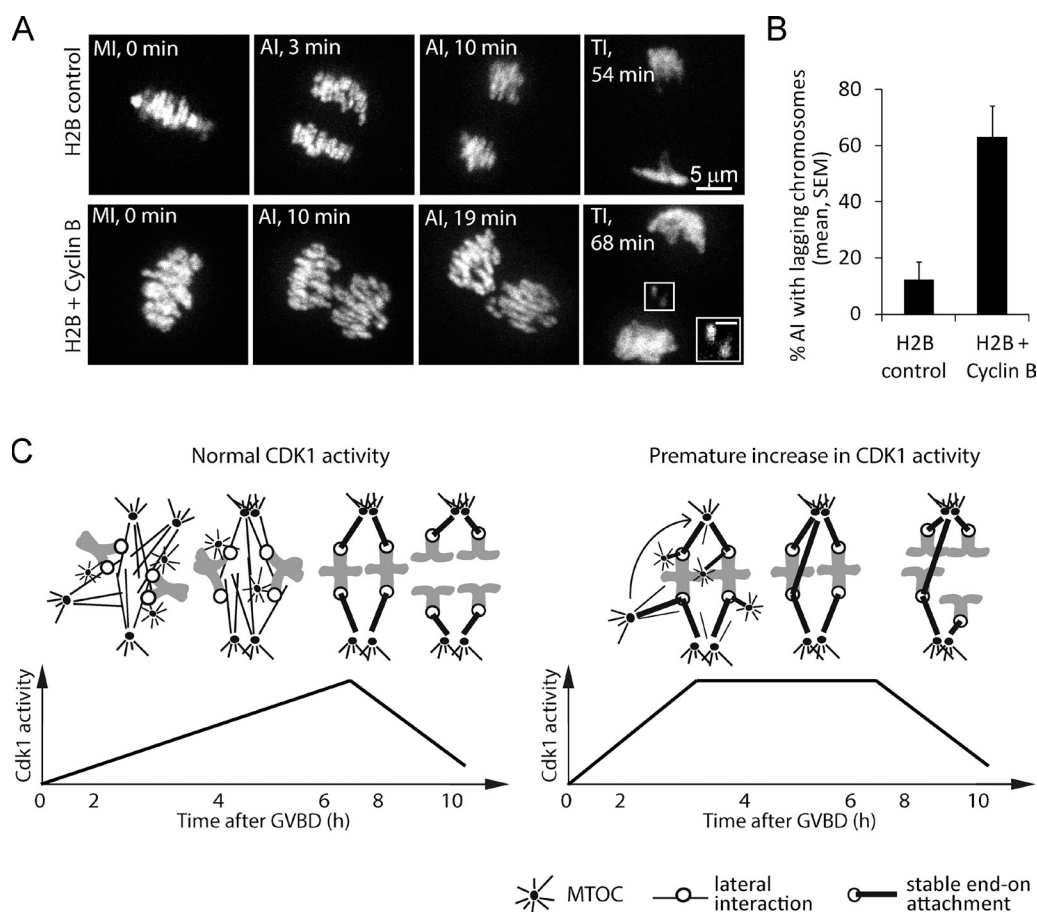 A
H2B control
MI, 0 min
AI, 3 min
AI, 10 min
TI,
54 min
5 μm
H2B + Cyclin B
MI, 0 min
AI, 10 min
AI, 19 min
TI,
68 min
B
% AI with lagging chromosomes
(mean, SEM)
80
60
40
20
0
H2B
control
H2B +
Cyclin B
C
Normal CDK1 activity
Cdk1 activity
0 2 4 6 8 10
Time after GVBD (h)
Premature increase in CDK1 activity
Cdk1 activity
0 2 4 6 8 10
Time after GVBD (h)
MTOC
lateral
interaction
stable end-on
attachment